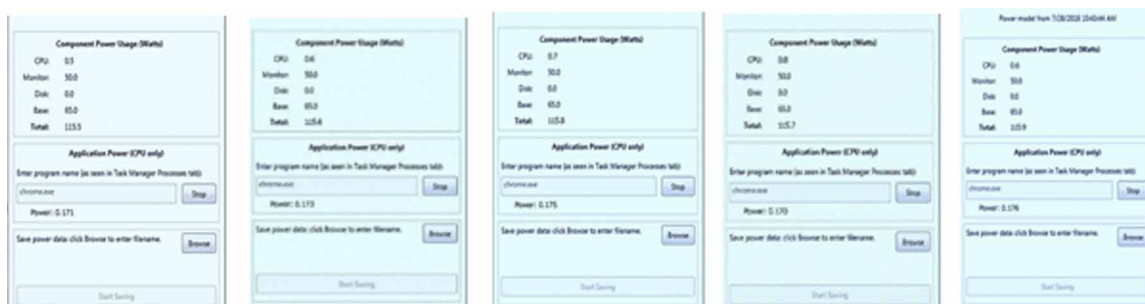 Component Power Usage (Watts)
CPU: 0.5
Monitor: 50.0
Disk: 0.0
Base: 65.0
Total: 115.5
Application Power (CPU only)
Enter program name (as seen in Task Manager Processes tab):
chrome.exe
Stop
Power: 0.171
Save power data: click Browse to enter filename.
Browse
Start Saving
Component Power Usage (Watts)
CPU: 0.6
Monitor: 50.0
Disk: 0.0
Base: 65.0
Total: 115.6
Application Power (CPU only)
Enter program name (as seen in Task Manager Processes tab):
chrome.exe
Stop
Power: 0.173
Save power data: click Browse to enter filename.
Browse
Start Saving
Component Power Usage (Watts)
CPU: 0.7
Monitor: 50.0
Disk: 0.0
Base: 65.0
Total: 115.8
Application Power (CPU only)
Enter program name (as seen in Task Manager Processes tab):
chrome.exe
Stop
Power: 0.175
Save power data: click Browse to enter filename.
Browse
Start Saving
Component Power Usage (Watts)
CPU: 0.8
Monitor: 50.0
Disk: 0.0
Base: 65.0
Total: 115.7
Application Power (CPU only)
Enter program name (as seen in Task Manager Processes tab):
chrome.exe
Stop
Power: 0.170
Save power data: click Browse to enter filename.
Browse
Start Saving
Power model from 7/28/2018 AM
Component Power Usage (Watts)
CPU: 0.6
Monitor: 50.0
Disk: 0.0
Base: 65.0
Total: 115.9
Application Power (CPU only)
Enter program name (as seen in Task Manager Processes tab):
chrome.exe
Stop
Power: 0.176
Save power data: click Browse to enter filename.
Browse
Start Saving